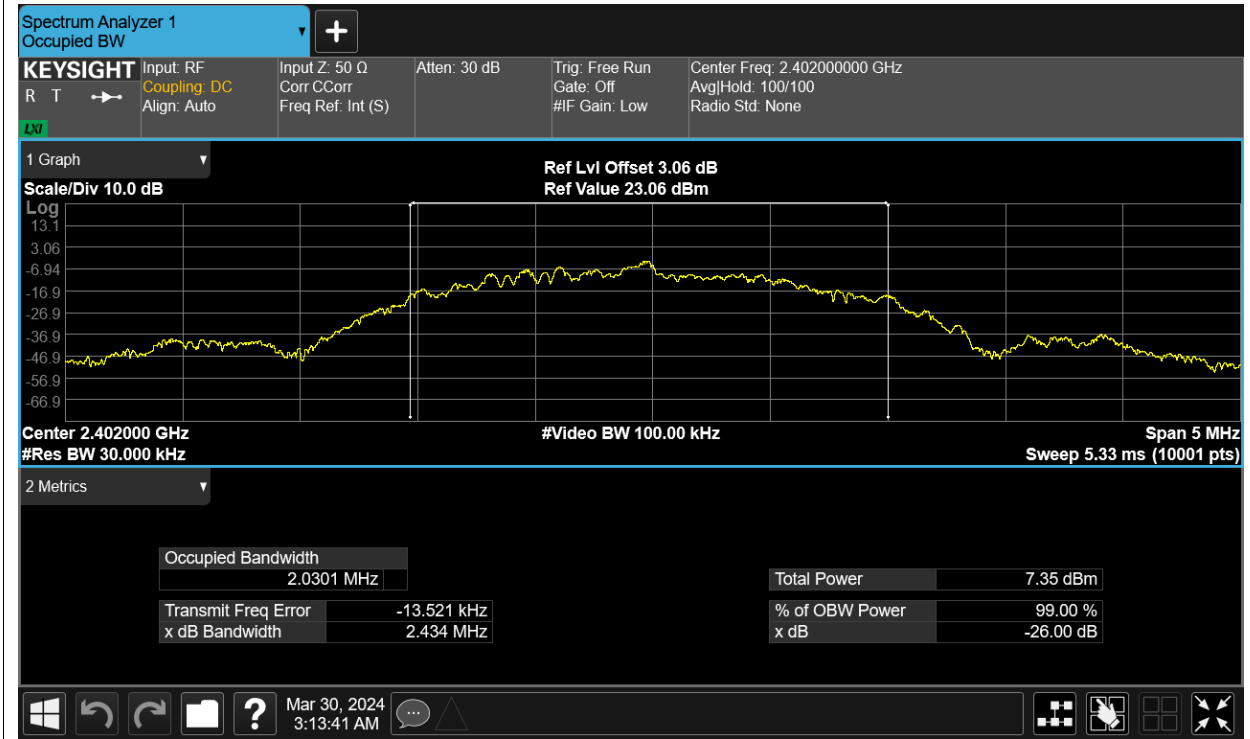 Spectrum Analyzer 1
Occupied BW
KEYSIGHT
R T
LXI
Input: RF
Coupling: DC
Align: Auto
Input Z: 50 Ω
Corr CCorr
Freq Ref: Int (S)
Atten: 30 dB
Trig: Free Run
Gate: Off
#IF Gain: Low
Center Freq: 2.402000000 GHz
Avg|Hold: 100/100
Radio Std: None
1 Graph
Scale/Div 10.0 dB
Ref Lvl Offset 3.06 dB
Ref Value 23.06 dBm
Log
13.1
3.06
-6.94
-16.9
-26.9
-36.9
-46.9
-56.9
-66.9
Center 2.402000 GHz
#Video BW 100.00 kHz
Span 5 MHz
#Res BW 30.000 kHz
Sweep 5.33 ms (10001 pts)
2 Metrics
Occupied Bandwidth
2.0301 MHz
Total Power 7.35 dBm
Transmit Freq Error -13.521 kHz
% of OBW Power 99.00 %
x dB Bandwidth 2.434 MHz
x dB -26.00 dB
?
Mar 30, 2024
3:13:41 AM